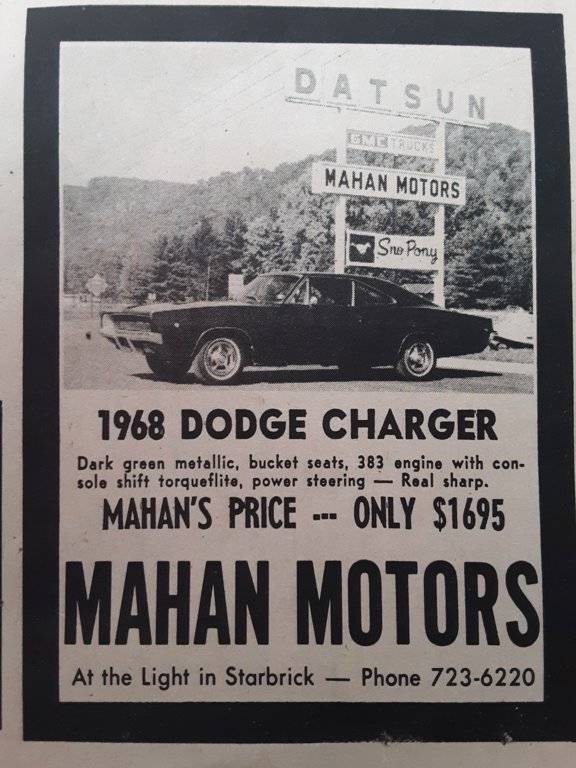 DATSUN
GMC TRUCKS
MAHAN MOTORS
Sno Pony
1968 DODGE CHARGER
Dark green metallic, bucket seats, 383 engine with con-
sole shift torqueflite, power steering — Real sharp.
MAHAN'S PRICE --- ONLY $1695
MAHAN MOTORS
At the Light in Starbrick — Phone 723-6220